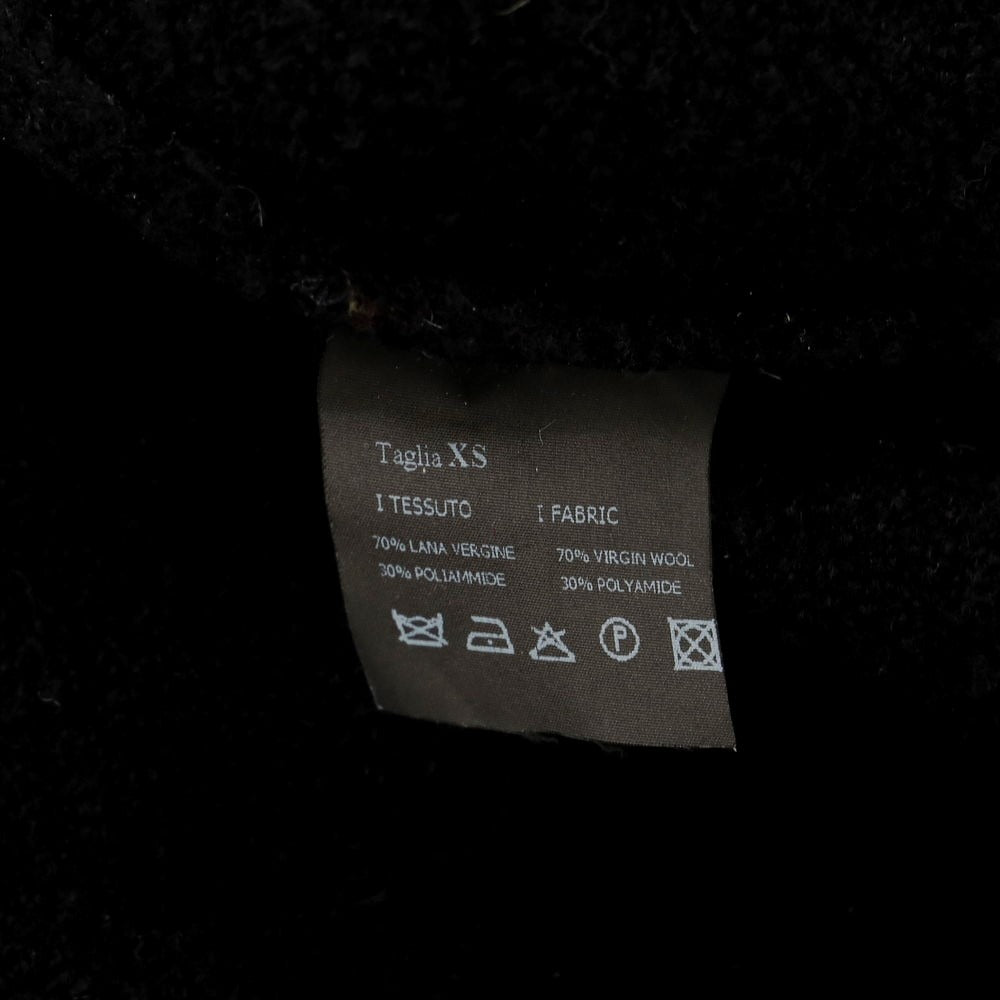 Taglia XS
I TESSUTO I FABRIC
70% LANA VERGINE 70% VIRGIN WOOL
30% POLIAMMIDE 30% POLYAMIDE
P